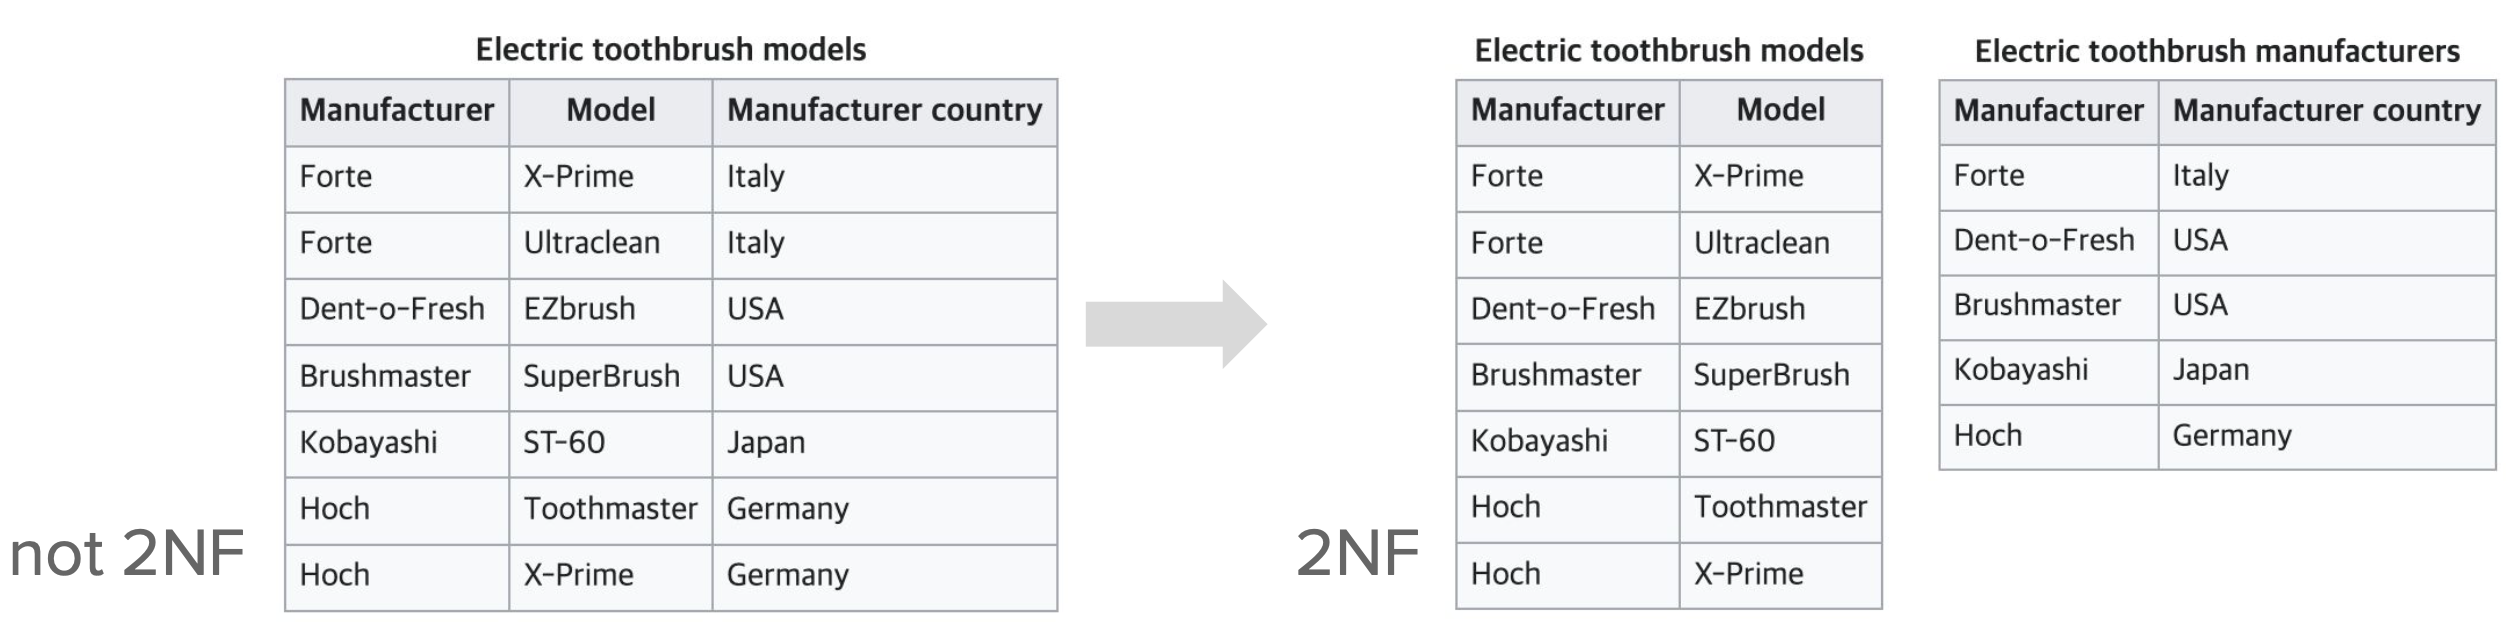 Electric toothbrush models
Manufacturer Model Manufacturer country
Forte X-Prime Italy
Forte Ultraclean Italy
Dent-o-Fresh EZbrush USA
Brushmaster SuperBrush USA
Kobayashi ST-60 Japan
Hoch Toothmaster Germany
Hoch X-Prime Germany
not 2NF
Electric toothbrush models
Manufacturer Model
Forte X-Prime
Forte Ultraclean
Dent-o-Fresh EZbrush
Brushmaster SuperBrush
Kobayashi ST-60
Hoch Toothmaster
Hoch X-Prime
2NF
Electric toothbrush manufacturers
Manufacturer Manufacturer country
Forte Italy
Dent-o-Fresh USA
Brushmaster USA
Kobayashi Japan
Hoch Germany